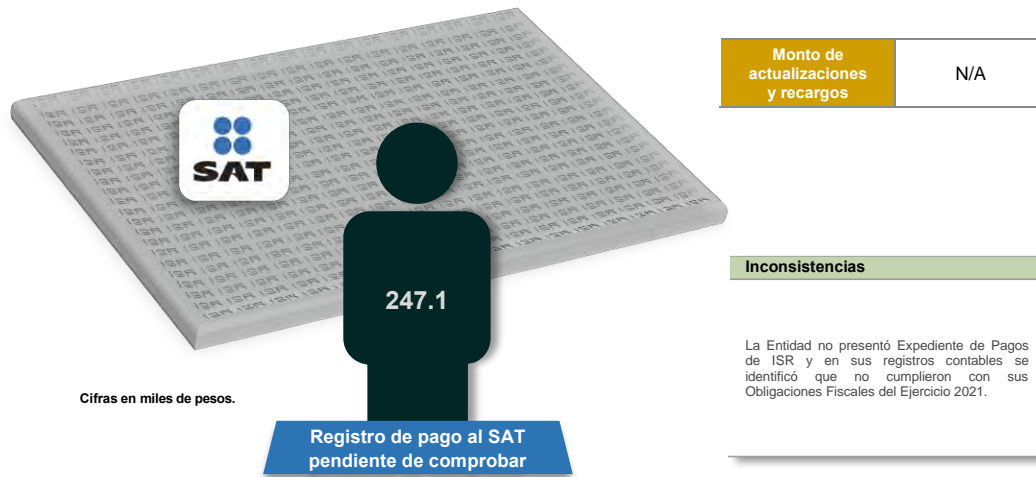 Monto de
actualizaciones
y recargos
N/A
SAT
247.1
Inconsistencias
La Entidad no presentó Expediente de Pagos
de ISR y en sus registros contables se
identificó que no cumplieron con sus
Obligaciones Fiscales del Ejercicio 2021.
Cifras en miles de pesos.
Registro de pago al SAT
pendiente de comprobar